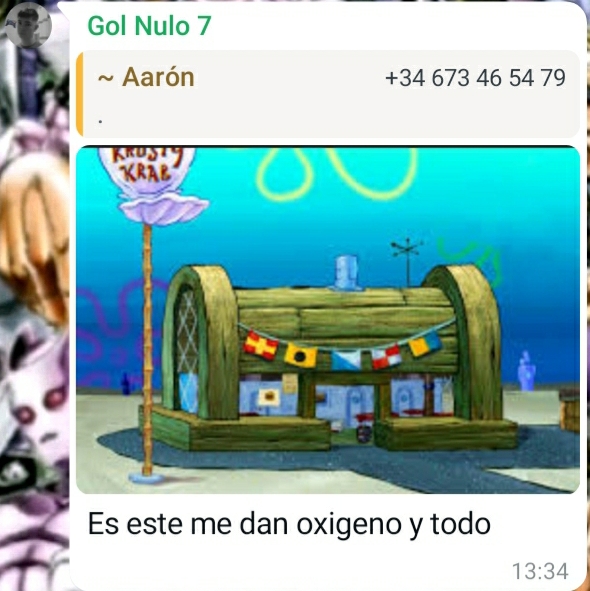 Gol Nulo 7
~ Aarón +34 673 46 54 79
.
KRUSTY
KRAB
Es este me dan oxigeno y todo
13:34